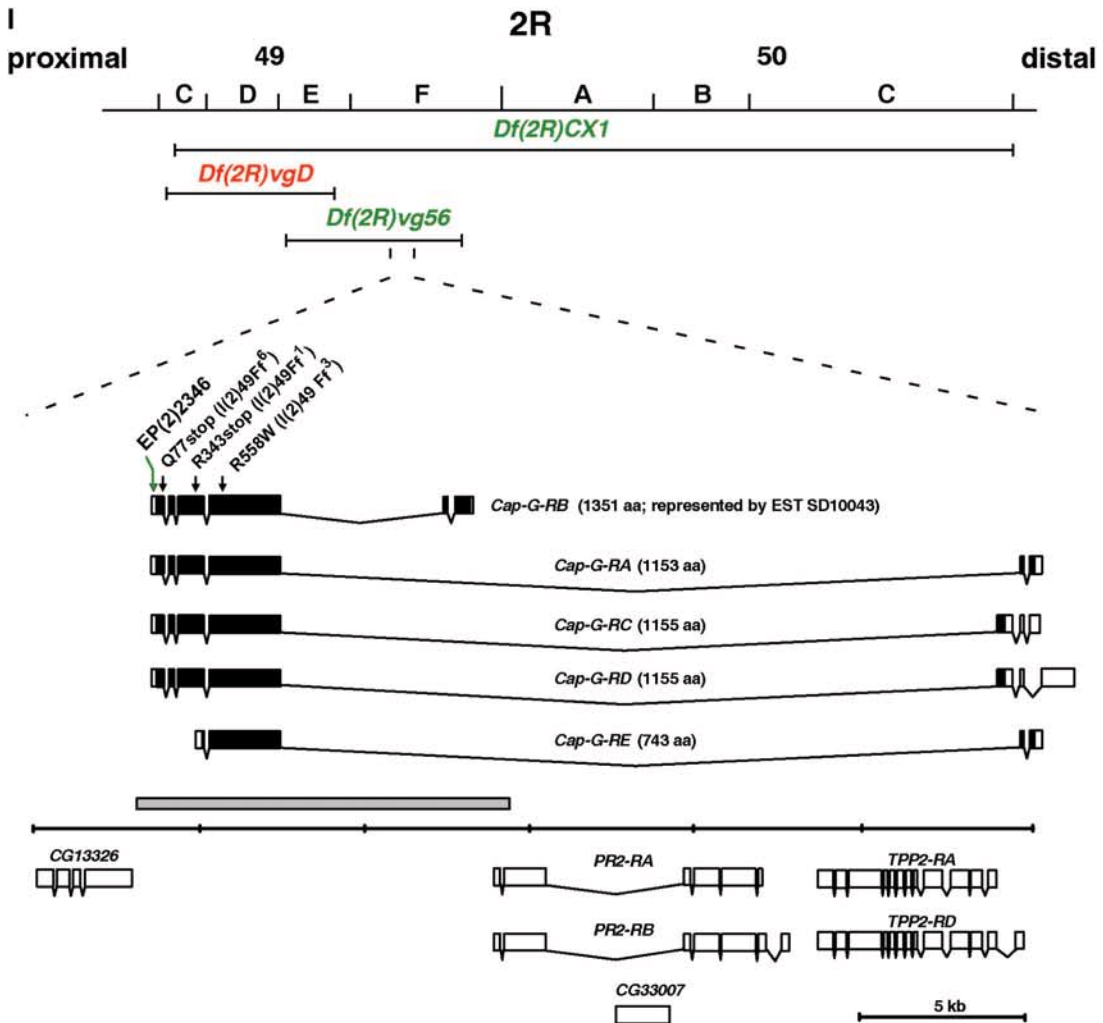 I
2R
proximal 49 50 distal
C D E F A B C
Df(2R)CX1
Df(2R)vgD
Df(2R)vg56
EP(2)2346
Q77stop (l(2)49Ff6)
R343stop (l(2)49Ff1)
R558W (l(2)49 Ff3)
Cap-G-RB (1351 aa; represented by EST SD10043)
Cap-G-RA (1153 aa)
Cap-G-RC (1155 aa)
Cap-G-RD (1155 aa)
Cap-G-RE (743 aa)
CG13326 PR2-RA TPP2-RA
PR2-RB TPP2-RD
CG33007
5 kb